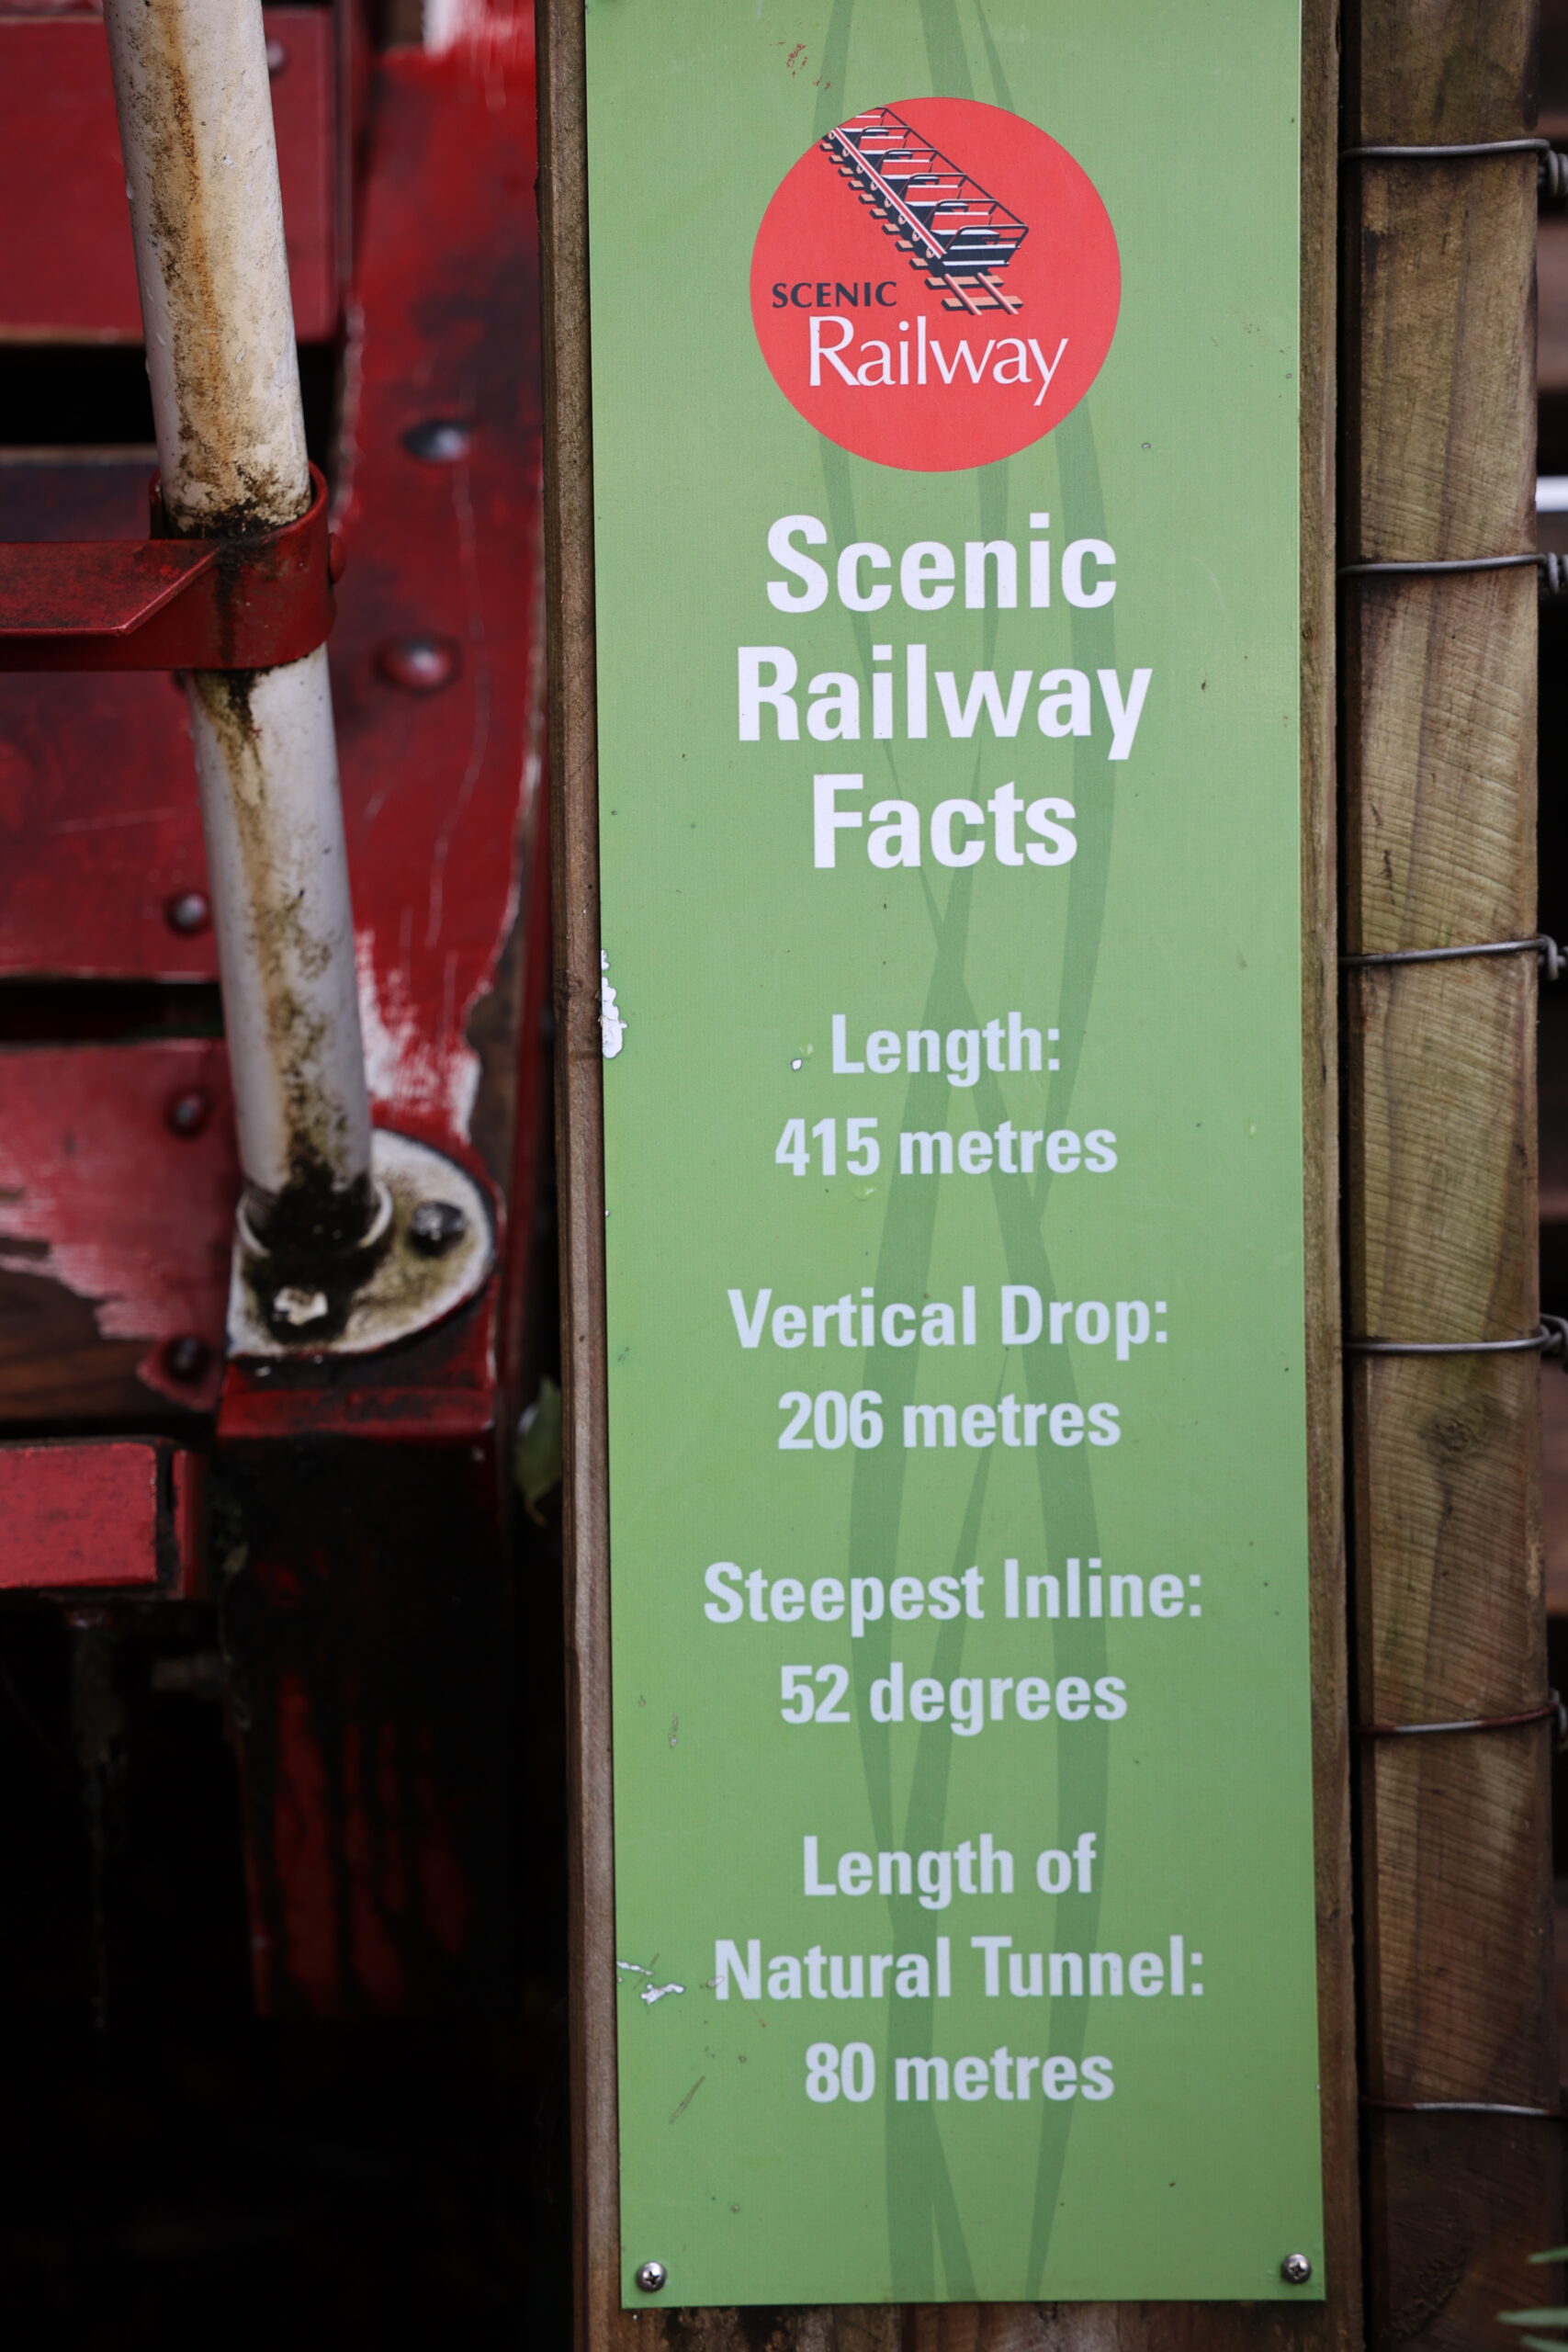 SCENIC
Railway
Scenic
Railway
Facts
Length:
415 metres
Vertical Drop:
206 metres
Steepest Inline:
52 degrees
Length of
Natural Tunnel:
80 metres